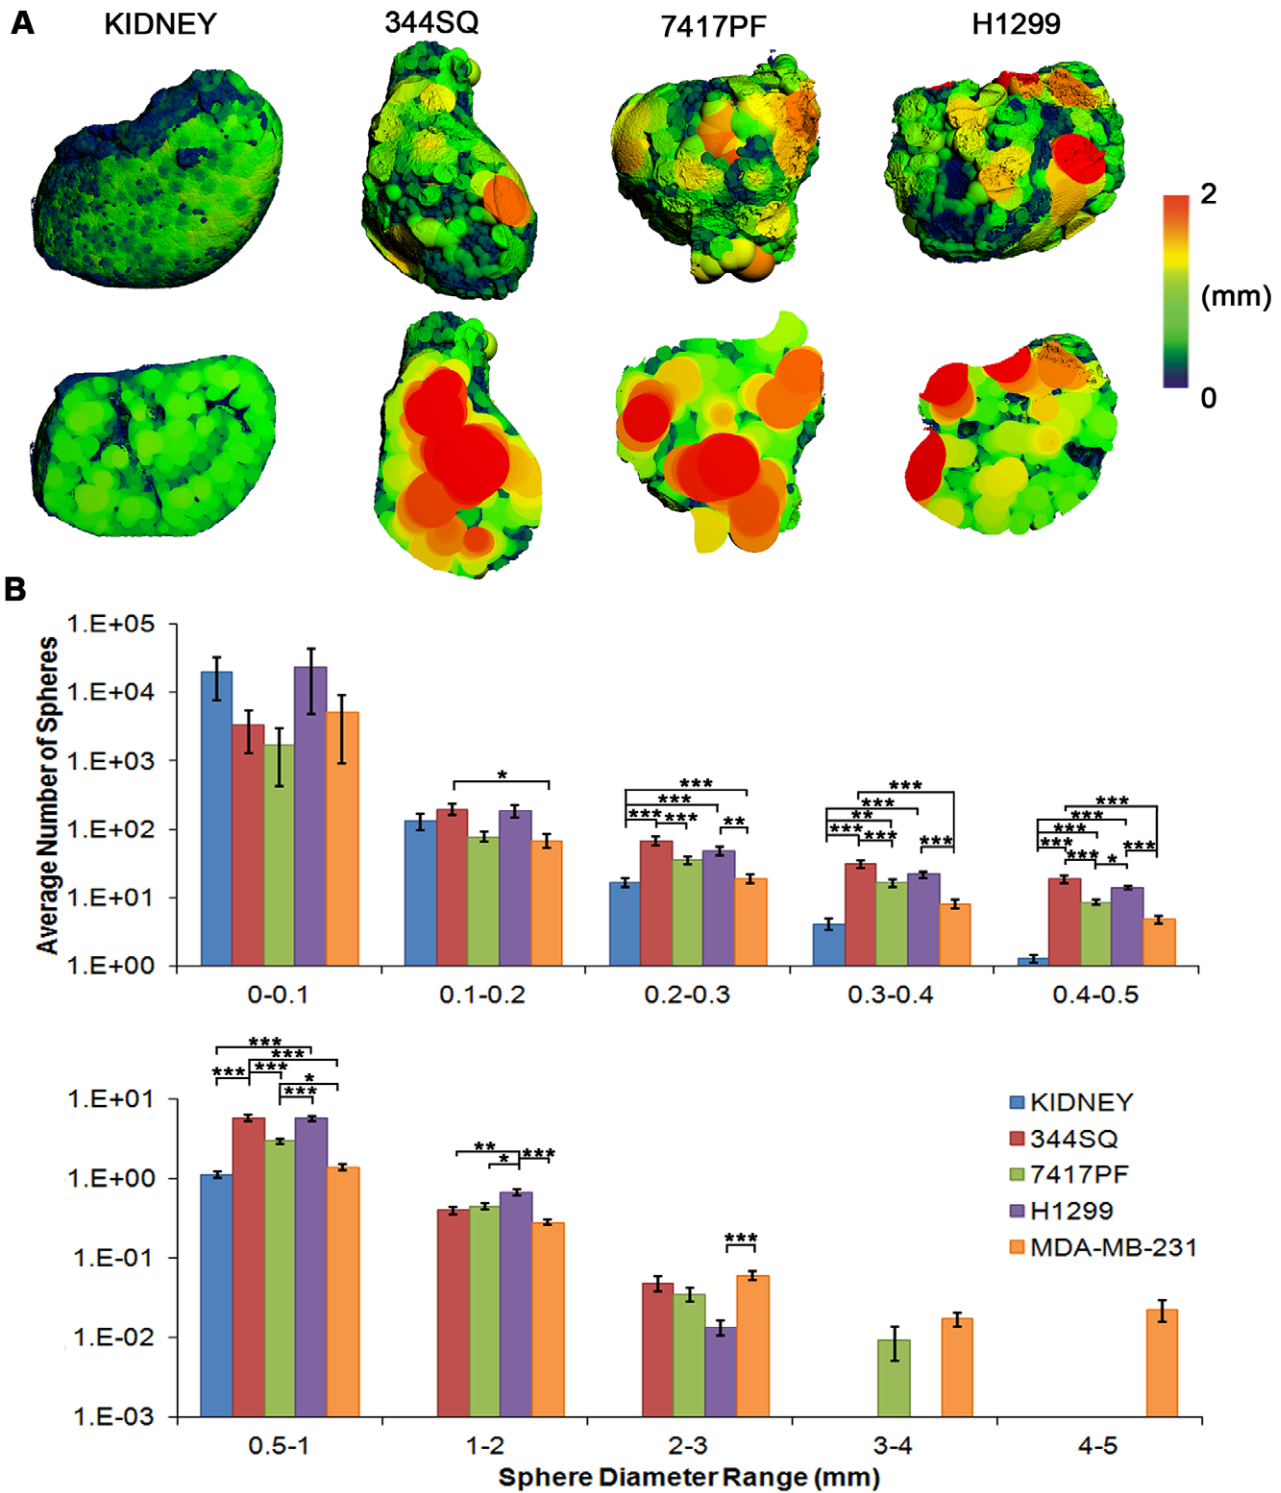 A
KIDNEY 344SQ 7417PF H1299
2
(mm)
0
B
Average Number of Spheres
1.E+05
1.E+04
1.E+03
1.E+02
1.E+01
1.E+00
*
***
***
*** ***
**
***
***
**
*** ***
***
***
***
***
***
***
*
***
0-0.1 0.1-0.2 0.2-0.3 0.3-0.4 0.4-0.5
***
***
*** ***
*
***
**
*
***
***
1.E+01
1.E+00
1.E-01
1.E-02
1.E-03
KIDNEY
344SQ
7417PF
H1299
MDA-MB-231
0.5-1 1-2 2-3 3-4 4-5
Sphere Diameter Range (mm)